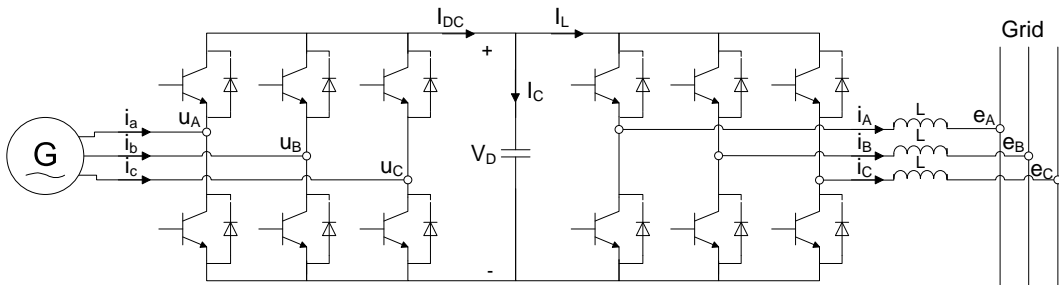 I_DC
I_L
Grid
+
I_C
i_a
u_A
i_A
L
e_A
G
i_b
u_B
V_D
i_B
L
e_B
i_c
u_C
i_C
L
e_C
-